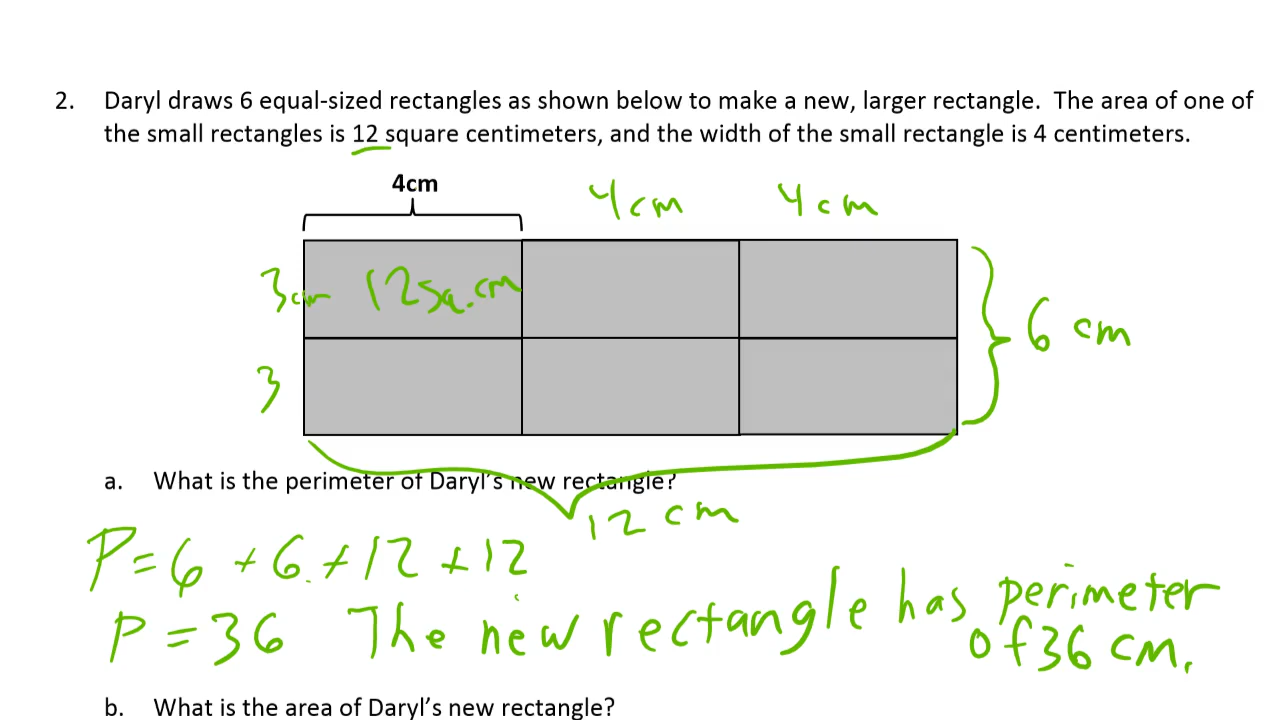 2. Daryl draws 6 equal-sized rectangles as shown below to make a new, larger rectangle. The area of one of
the small rectangles is 12 square centimeters, and the width of the small rectangle is 4 centimeters.
4cm 4cm 4cm
3cm 12 sq. cm
6 cm
3
a. What is the perimeter of Daryl's new rectangle?
12 cm
P = 6 + 6 + 12 + 12
P = 36 The new rectangle has perimeter
of 36 cm.
b. What is the area of Daryl's new rectangle?